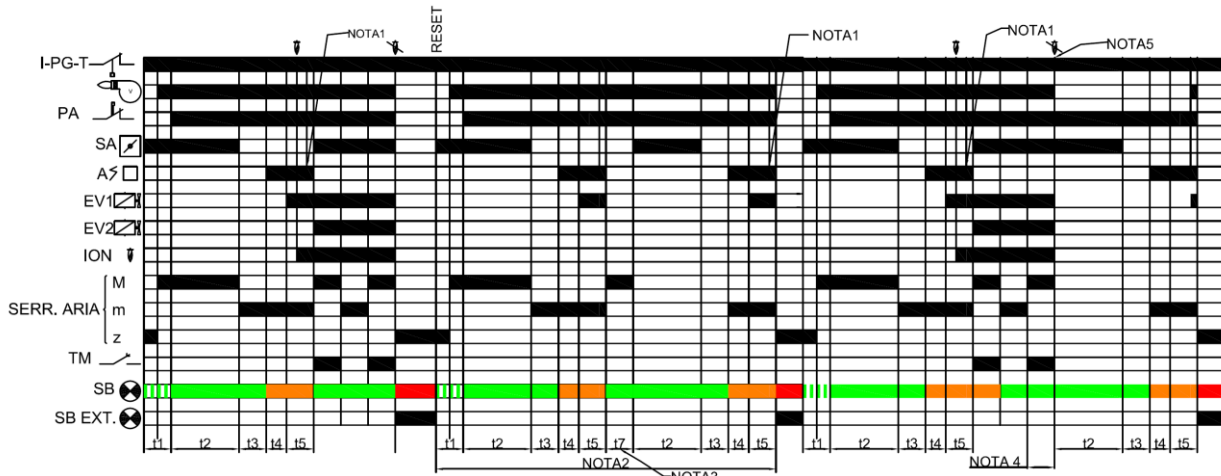 NOTA1
RESET
NOTA1
NOTA1
NOTA5
I-PG-T
V
PA
SA
A
EV1
EV2
ION
SERR. ARIA
M
m
z
TM
SB
SB EXT.
t1 t2 t3 t4 t5 t1 t2 t3 t4 t5 t7 t2 t3 t4 t5 t1 t2 t3 t4 t5 t2 t3 t4 t5
NOTA2
NOTA 4
NOTA3